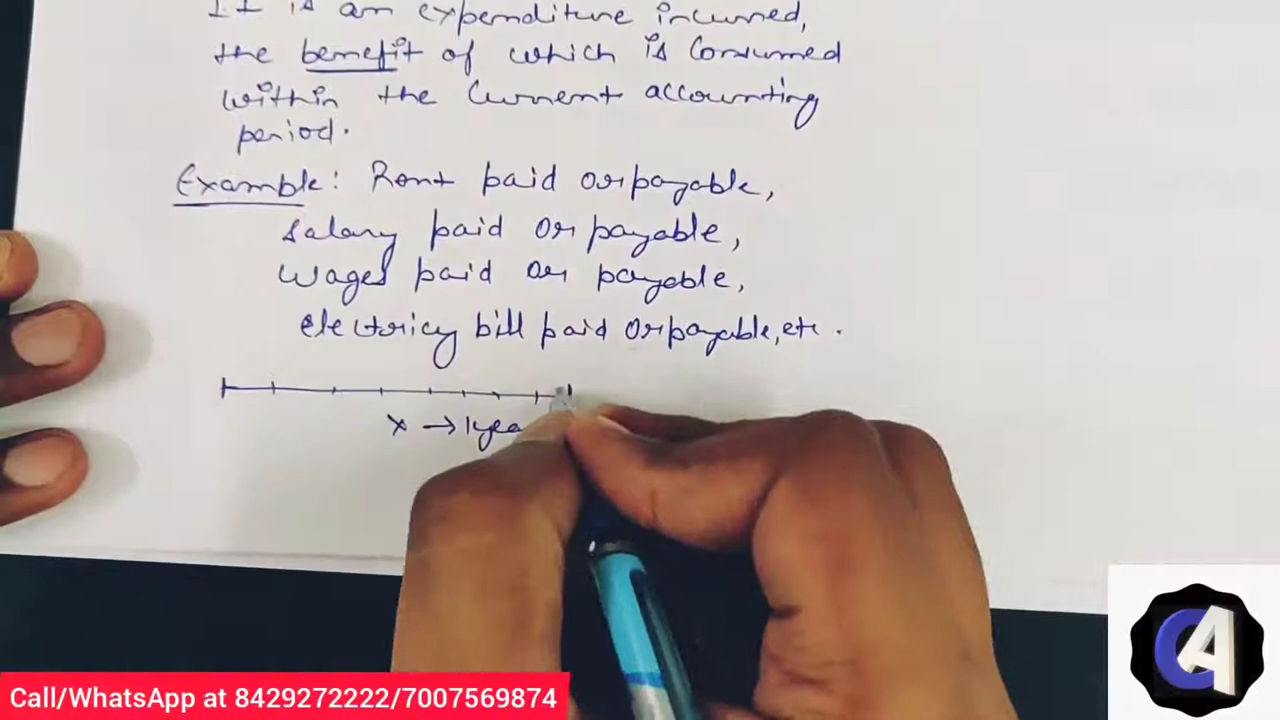 It is an expenditure incurred,
the benefit of which is consumed
within the current accounting
period.
Example: Rent paid or payable,
salary paid or payable,
wages paid or payable,
electricy bill paid or payable, etc.
x → 1 yea
Call/WhatsApp at 8429272222/7007569874
CA